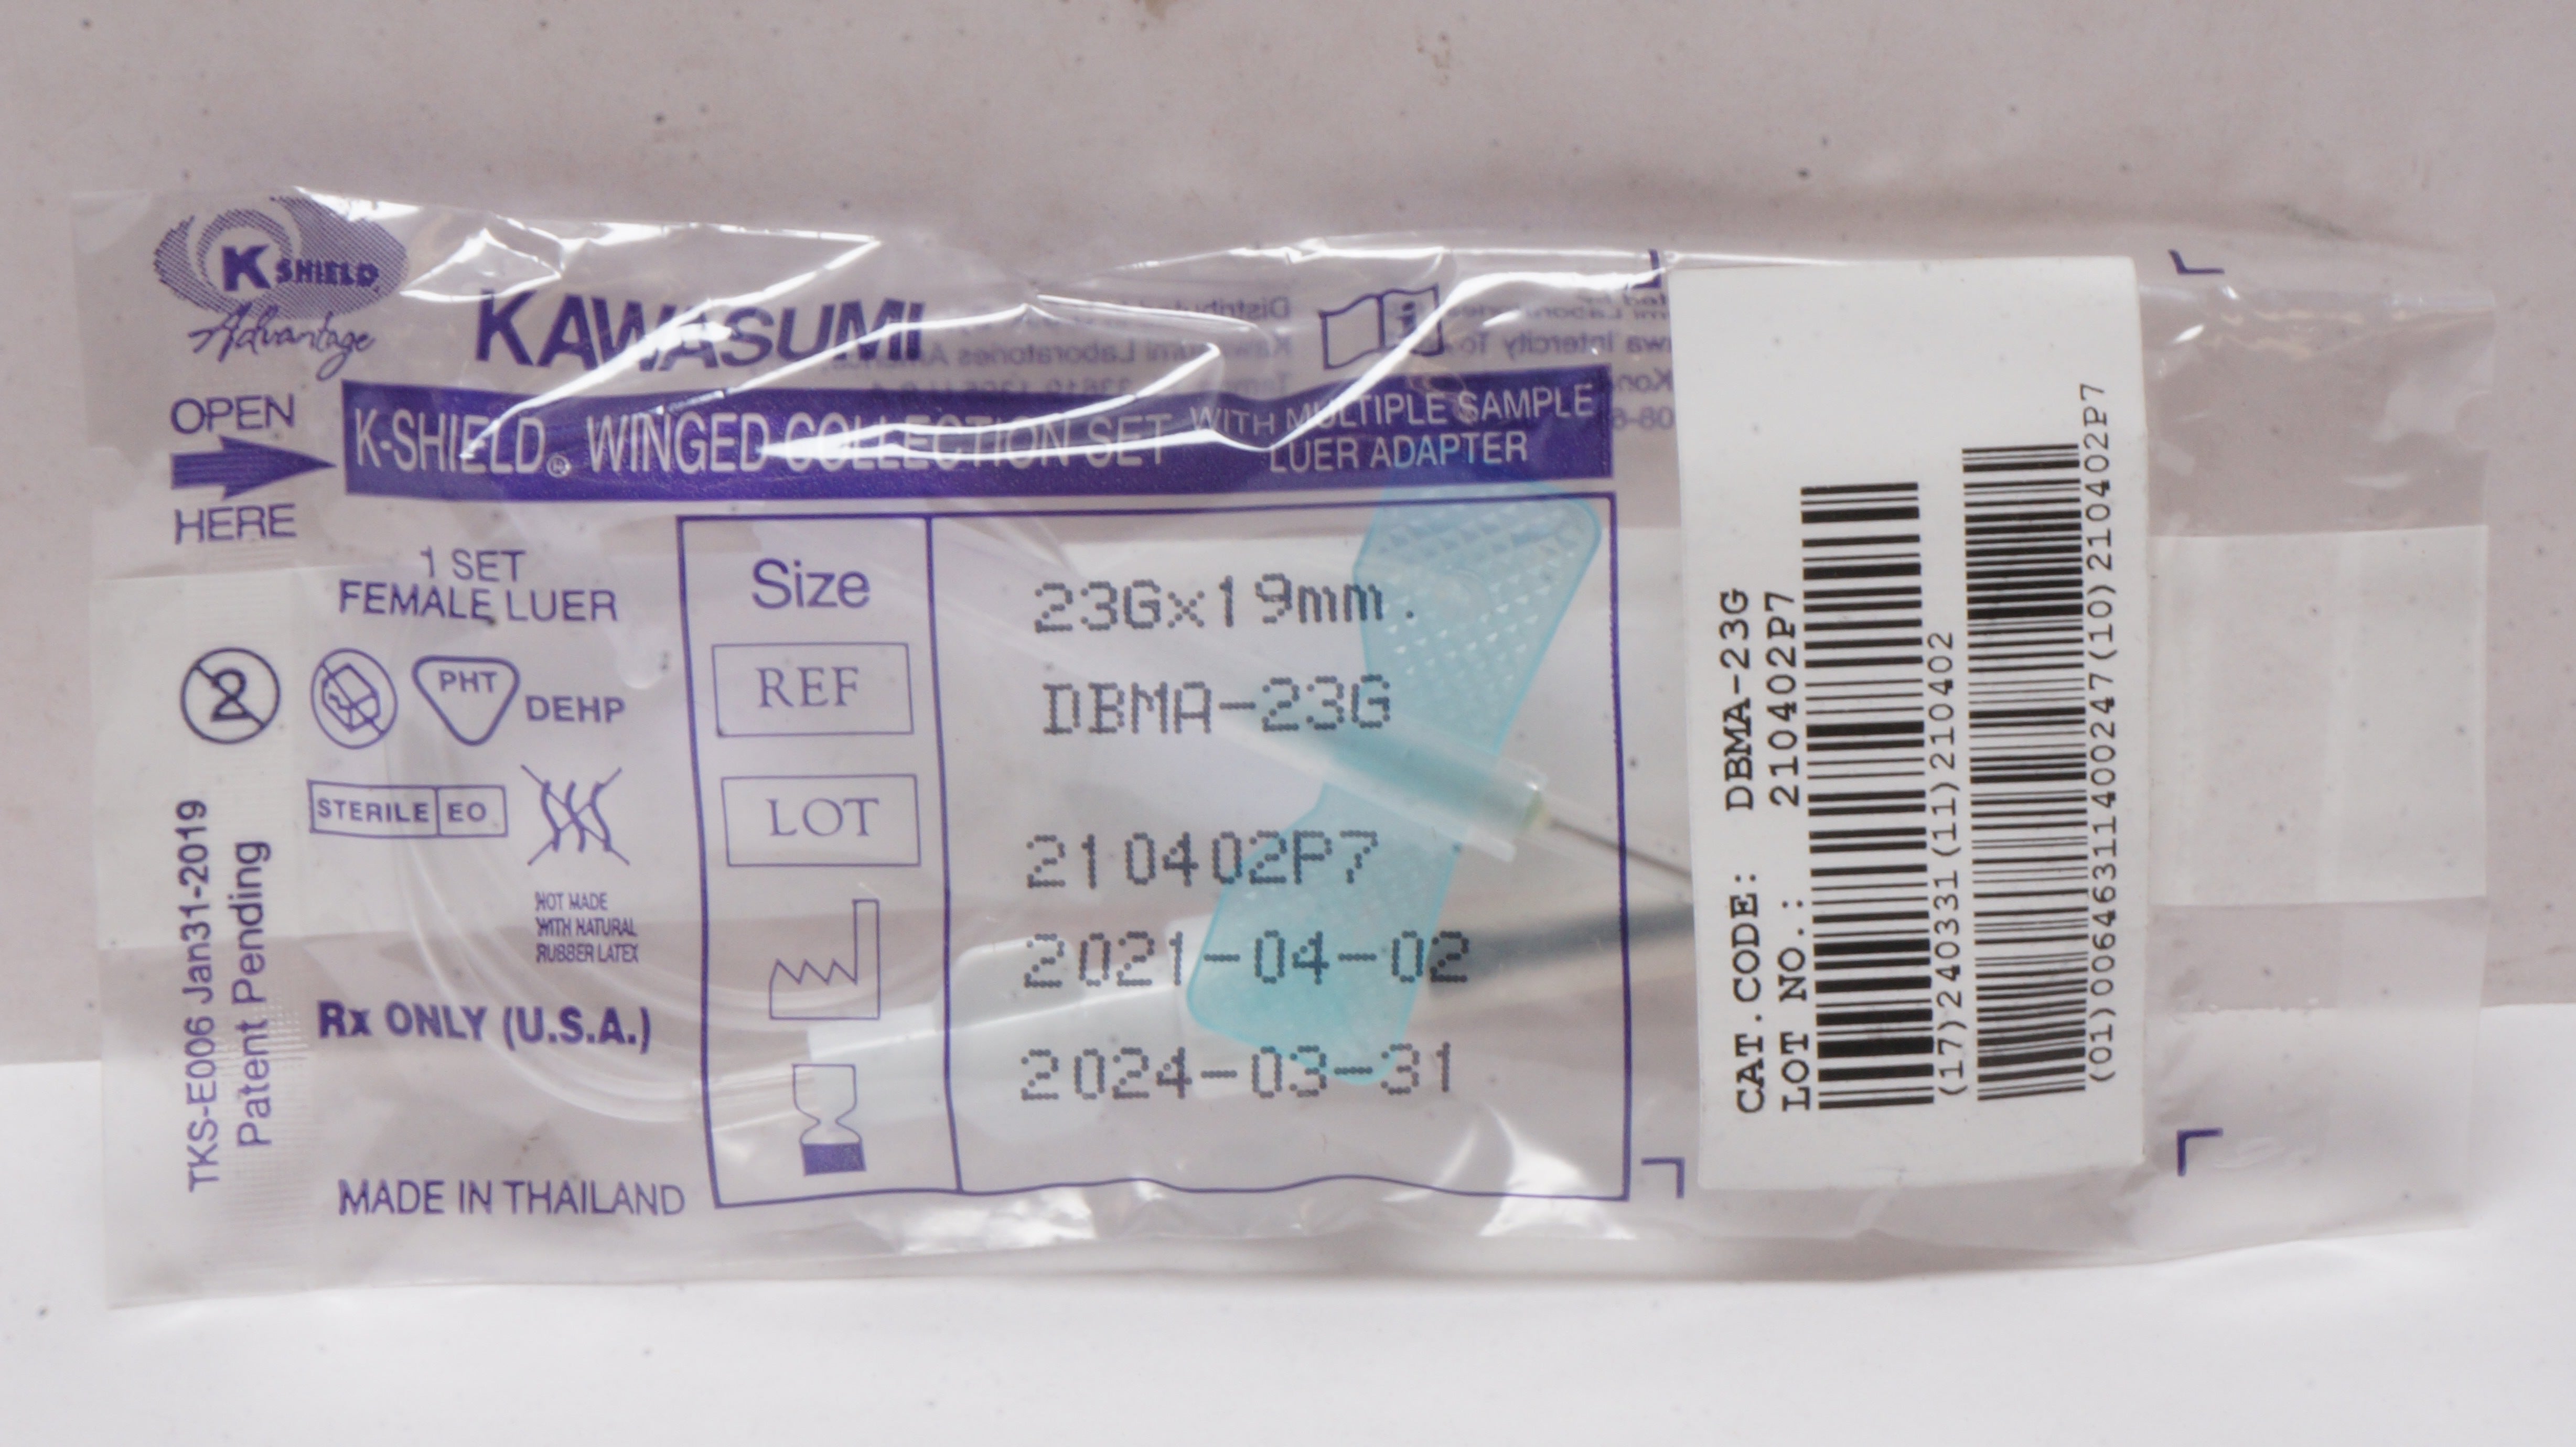 K SHIELD
Advantage
KAWASUMI
OPEN
HERE
K-SHIELD® WINGED COLLECTION SET WITH MULTIPLE SAMPLE
LUER ADAPTER
1 SET
FEMALE LUER
2
PHT
DEHP
STERILE EO
NOT MADE
WITH NATURAL
RUBBER LATEX
Rx ONLY (U.S.A.)
MADE IN THAILAND
TKS-E006 Jan31-2019
Patent Pending
Size
23Gx19mm.
REF
DBMA-23G
LOT
210402P7
2021-04-02
2024-03-31
CAT.CODE: DBMA-23G
LOT NO.: 210402P7
(17)240331(11)210402
(01)00646311400247(10)210402P7